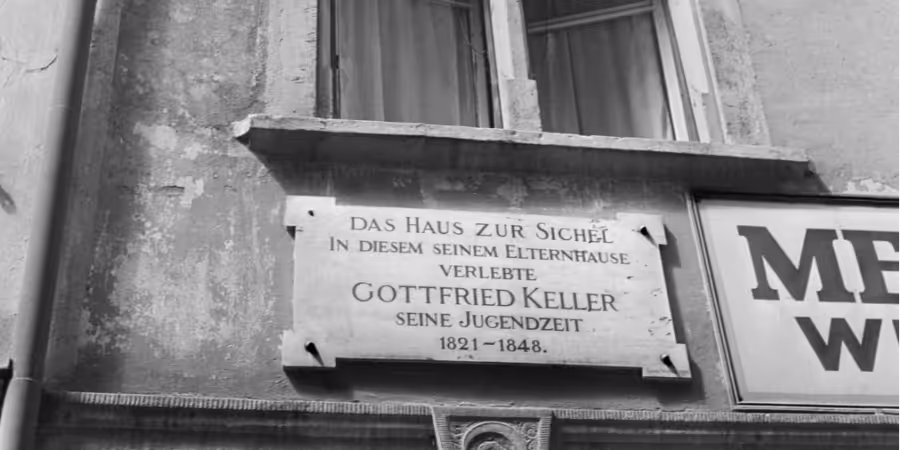 DAS HAUS ZUR SICHEL
IN DIESEM SEINEM ELTERNHAUSE
VERLEBTE
GOTTFRIED KELLER
SEINE JUGENDZEIT
1821-1848.